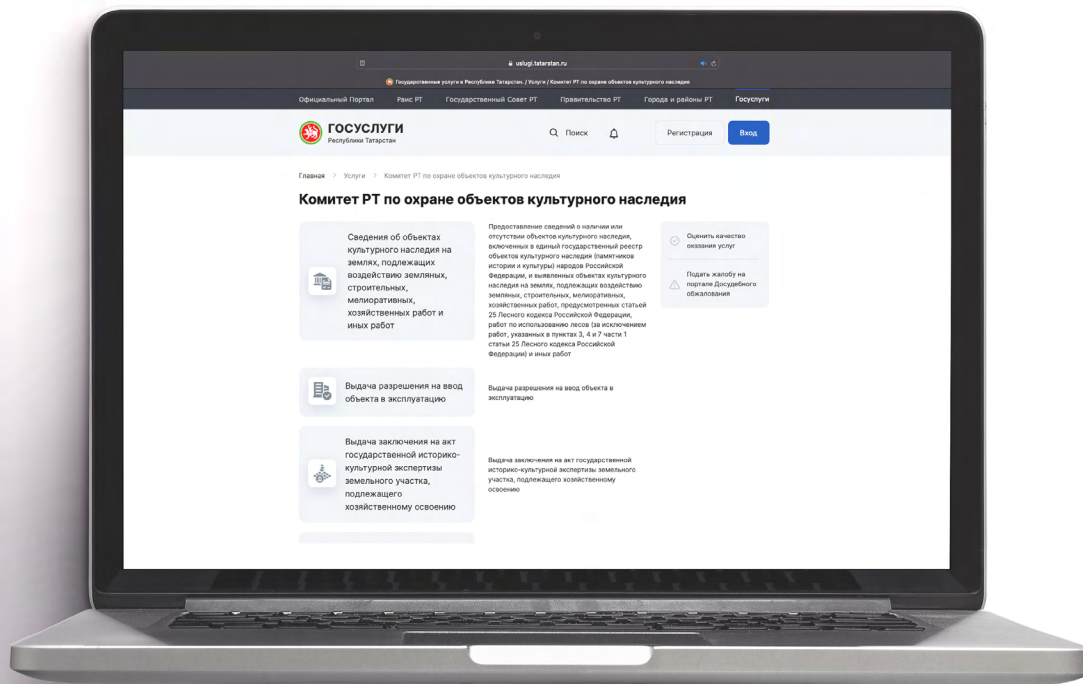 uslugi.tatarstan.ru
Государственные услуги в Республике Татарстан. / Услуги / Комитет РТ по охране объектов культурного наследия
Официальный Портал Раис РТ Государственный Совет РТ Правительство РТ Города и районы РТ Госуслуги
ГОСУСЛУГИ
Республики Татарстан
Поиск Регистрация Вход
Главная > Услуги > Комитет РТ по охране объектов культурного наследия
Комитет РТ по охране объектов культурного наследия
Сведения об объектах
культурного наследия на
землях, подлежащих
воздействию земляных,
строительных,
мелиоративных,
хозяйственных работ и
иных работ
Предоставление сведений о наличии или
отсутствии объектов культурного наследия,
включенных в единый государственный реестр
объектов культурного наследия (памятников
истории и культуры) народов Российской
Федерации, и выявленных объектах культурного
наследия на землях, подлежащих воздействию
земляных, строительных, мелиоративных,
хозяйственных работ, предусмотренных статьей
25 Лесного кодекса Российской Федерации,
работ по использованию лесов (за исключением
работ, указанных в пунктах 3, 4 и 7 части 1
статьи 25 Лесного кодекса Российской
Федерации) и иных работ
Оценить качество
оказания услуг
Подать жалобу на
портале Досудебного
обжалования
Выдача разрешения на ввод
объекта в эксплуатацию
Выдача разрешения на ввод объекта в
эксплуатацию
Выдача заключения на акт
государственной историко-
культурной экспертизы
земельного участка,
подлежащего
хозяйственному освоению
Выдача заключения на акт государственной
историко-культурной экспертизы земельного
участка, подлежащего хозяйственному
освоению